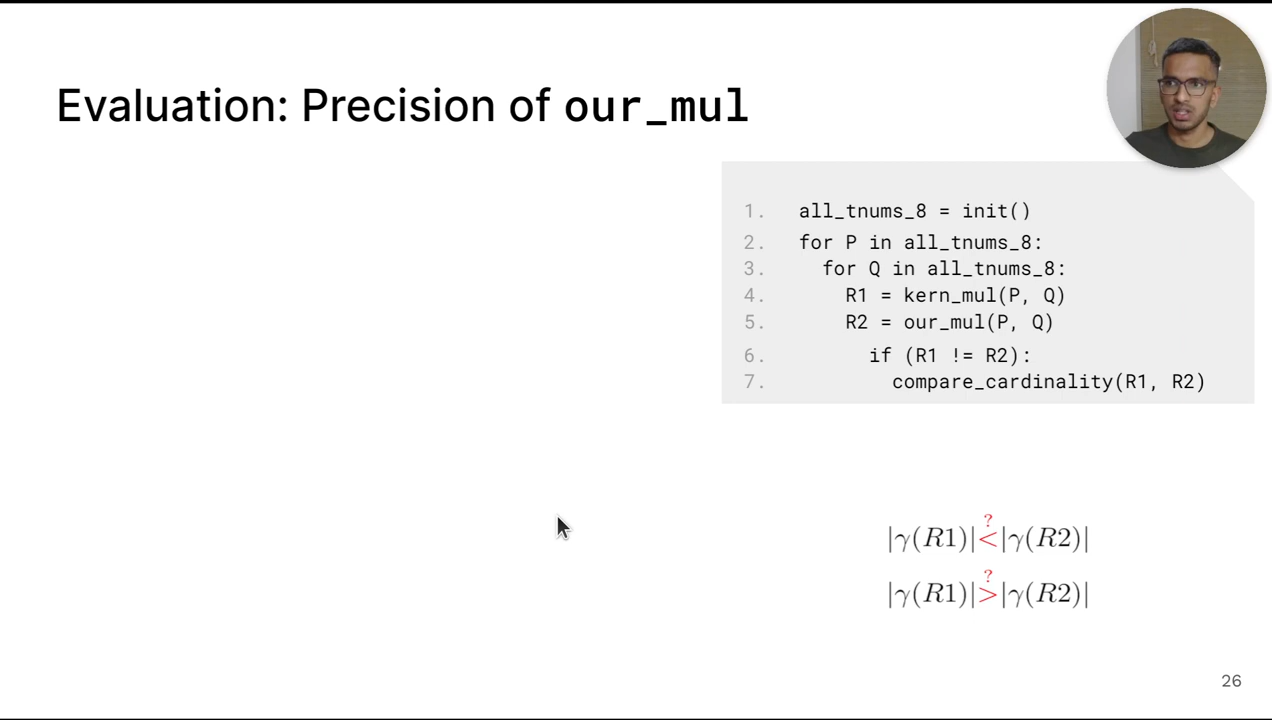 Evaluation: Precision of our_mul
1. all_tnums_8 = init()
2. for P in all_tnums_8:
3. for Q in all_tnums_8:
4. R1 = kern_mul(P, Q)
5. R2 = our_mul(P, Q)
6. if (R1 != R2):
7. compare_cardinality(R1, R2)
?
|γ(R1)|<|γ(R2)|
?
|γ(R1)|>|γ(R2)|
26